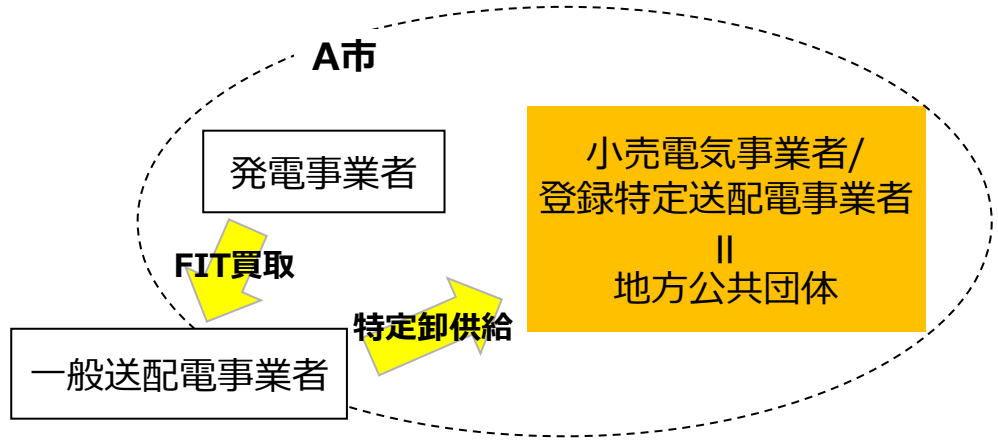 A市
発電事業者
小売電気事業者/
登録特定送配電事業者
||
地方公共団体
FIT買取
特定卸供給
一般送配電事業者